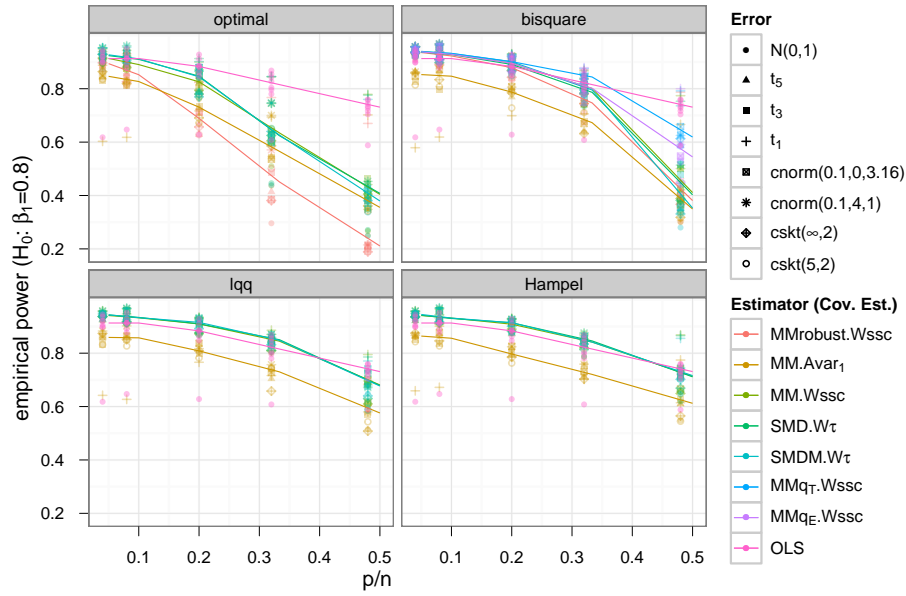 optimal
bisquare
lqq
Hampel
empirical power (H₀: β₁=0.8)
0.8
0.6
0.4
0.2
0.8
0.6
0.4
0.2
0.1 0.2 0.3 0.4 0.5
0.1 0.2 0.3 0.4 0.5
p/n
Error
N(0,1)
t₅
t₃
t₁
cnorm(0.1,0,3.16)
cnorm(0.1,4,1)
cskt(∞,2)
cskt(5,2)
Estimator (Cov. Est.)
MMrobust.Wssc
MM.Avar₁
MM.Wssc
SMD.Wτ
SMDM.Wτ
MMq_T.Wssc
MMq_E.Wssc
OLS